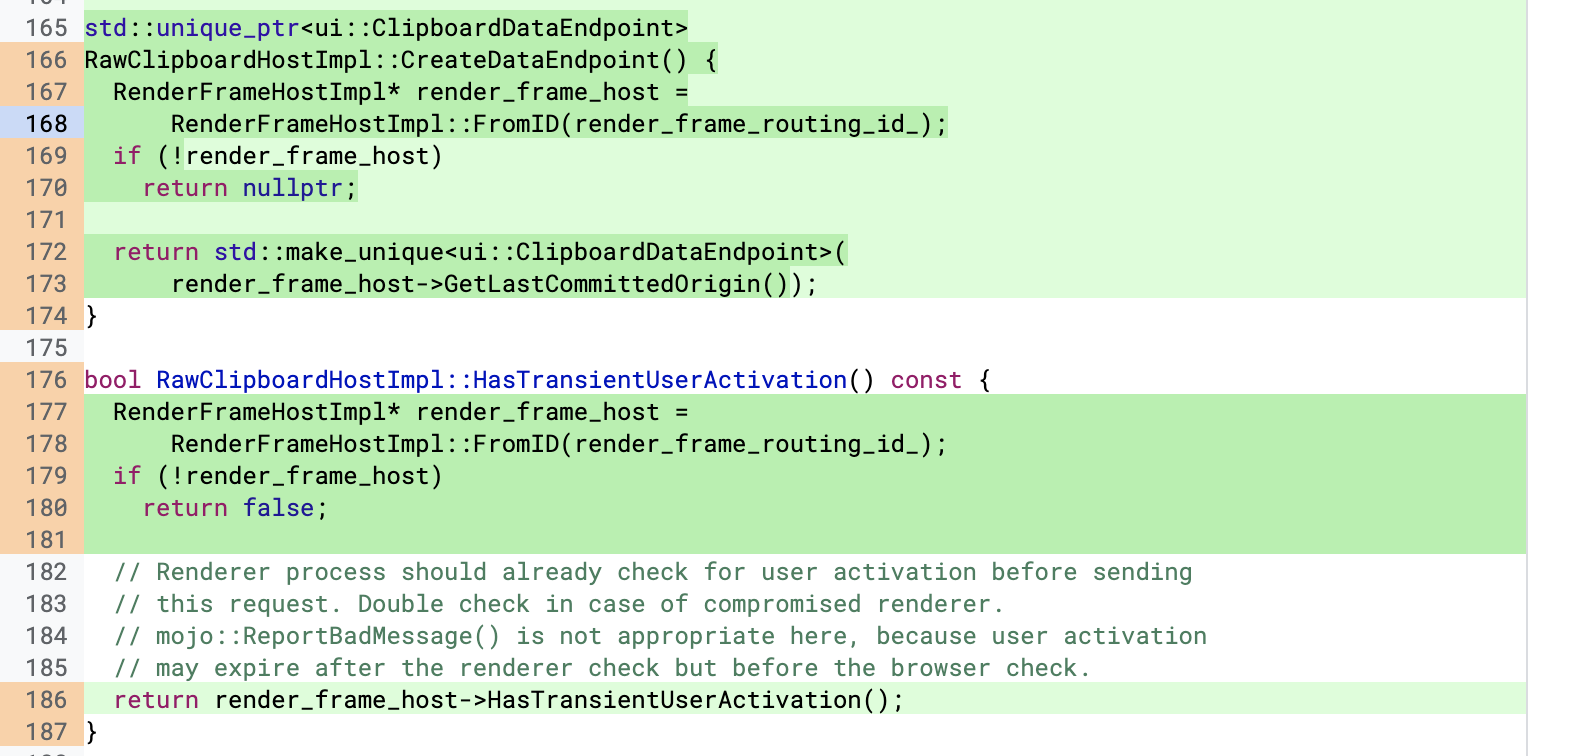 165 std::unique_ptr<ui::ClipboardDataEndpoint>
166 RawClipboardHostImpl::CreateDataEndpoint() {
167   RenderFrameHostImpl* render_frame_host =
168       RenderFrameHostImpl::FromID(render_frame_routing_id_);
169   if (!render_frame_host)
170     return nullptr;
171
172   return std::make_unique<ui::ClipboardDataEndpoint>(
173       render_frame_host->GetLastCommittedOrigin());
174 }
175
176 bool RawClipboardHostImpl::HasTransientUserActivation() const {
177   RenderFrameHostImpl* render_frame_host =
178       RenderFrameHostImpl::FromID(render_frame_routing_id_);
179   if (!render_frame_host)
180     return false;
181
182   // Renderer process should already check for user activation before sending
183   // this request. Double check in case of compromised renderer.
184   // mojo::ReportBadMessage() is not appropriate here, because user activation
185   // may expire after the renderer check but before the browser check.
186   return render_frame_host->HasTransientUserActivation();
187 }